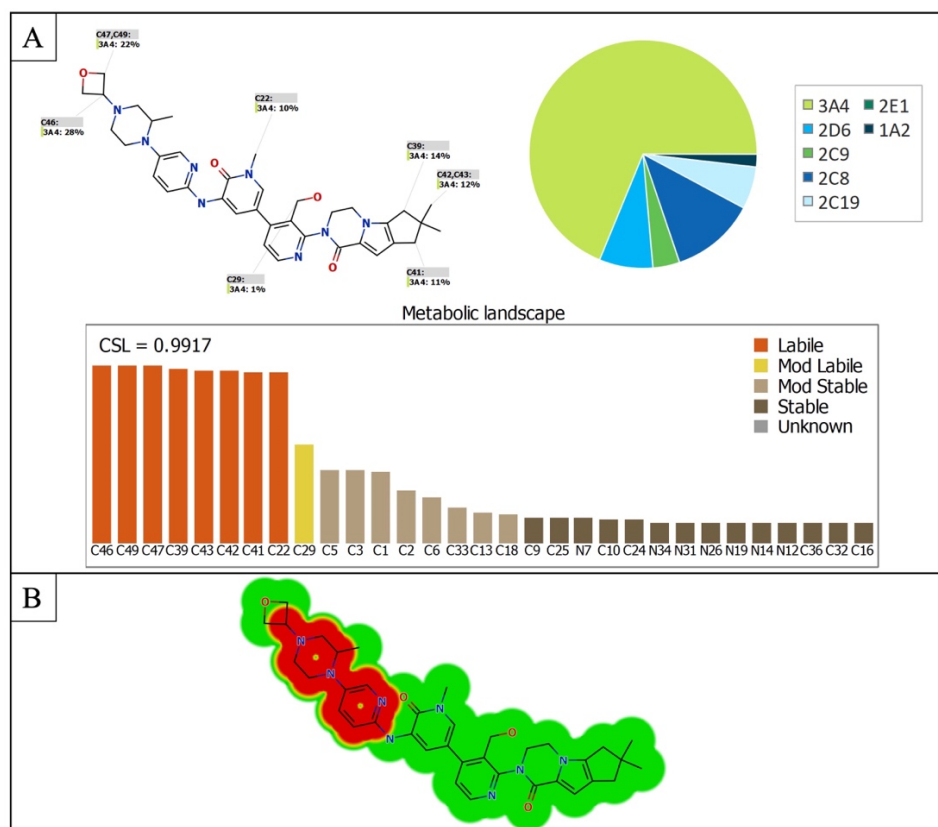 A
C47,C49:
3A4: 22%
O
N
N
C46:
3A4: 28%
N
O
N
C22:
3A4: 10%
N
O
N
N
O
N
C39:
3A4: 14%
C42,C43:
3A4: 12%
C41:
3A4: 11%
C29:
3A4: 1%
3A4 2E1
2D6 1A2
2C9
2C8
2C19
Metabolic landscape
CSL = 0.9917
Labile
Mod Labile
Mod Stable
Stable
Unknown
C46 C49 C47 C39 C43 C42 C41 C22 C29 C5 C3 C1 C2 C6 C33 C13 C18 C9 C25 N7 C10 C24 N34 N31 N26 N19 N14 N12 C36 C32 C16
B
O
N
N
N
O
N
N
O
N
N
N
O